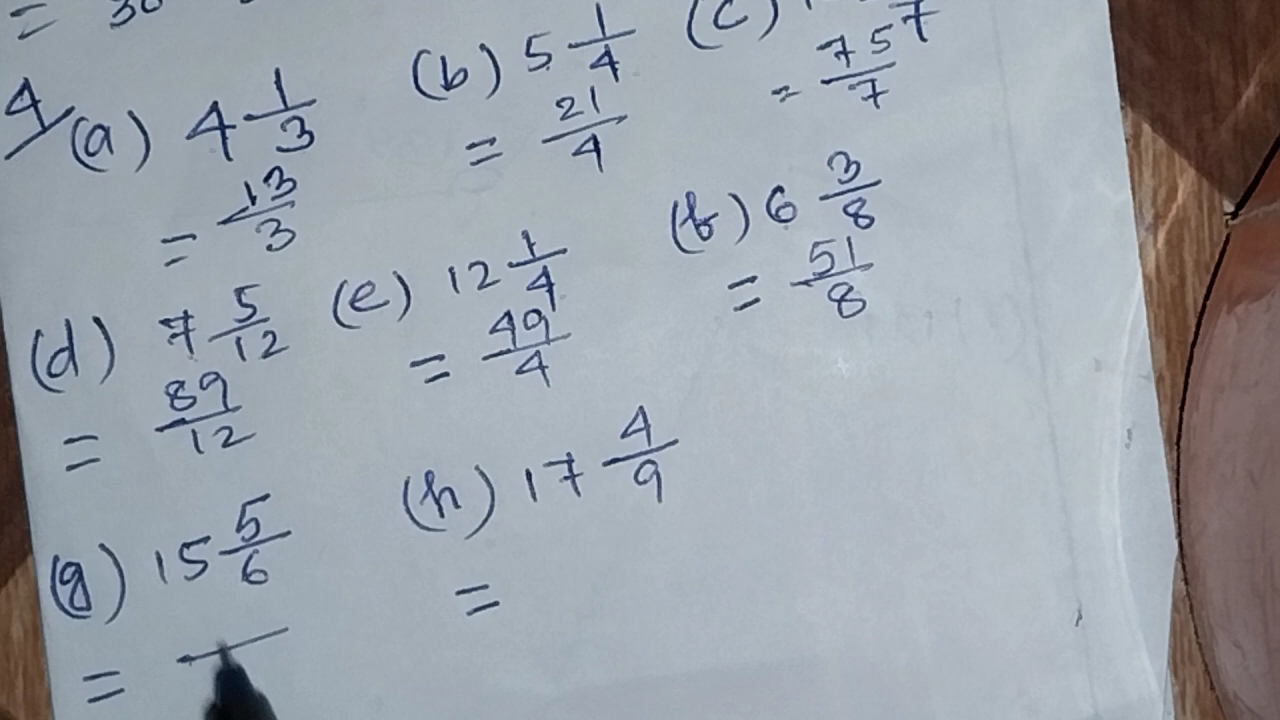 = 30
4/ (a) 4 1/3 (b) 5 1/4 (c)
= 13/3 = 21/4 = 75/7
(d) 7 5/12 (e) 12 1/4 (f) 6 3/8
= 89/12 = 49/4 = 51/8
(g) 15 5/6 (h) 17 4/9
= =